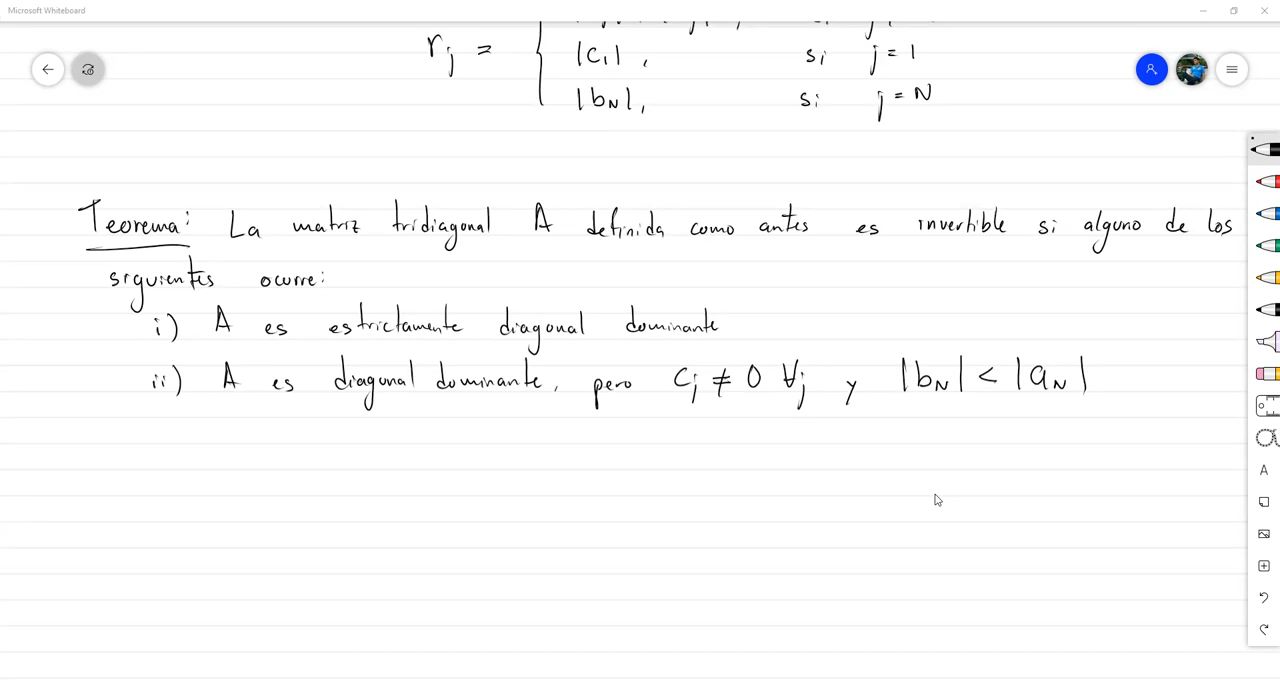 Microsoft Whiteboard
r_j = { |c_1|, si j = 1
|b_N|, si j = N
Teorema: La matriz tridiagonal A definida como antes es invertible si alguno de los
siguientes ocurre:
i) A es estrictamente diagonal dominante
ii) A es diagonal dominante, pero c_j ≠ 0 ∀j y |b_N| < |a_N|